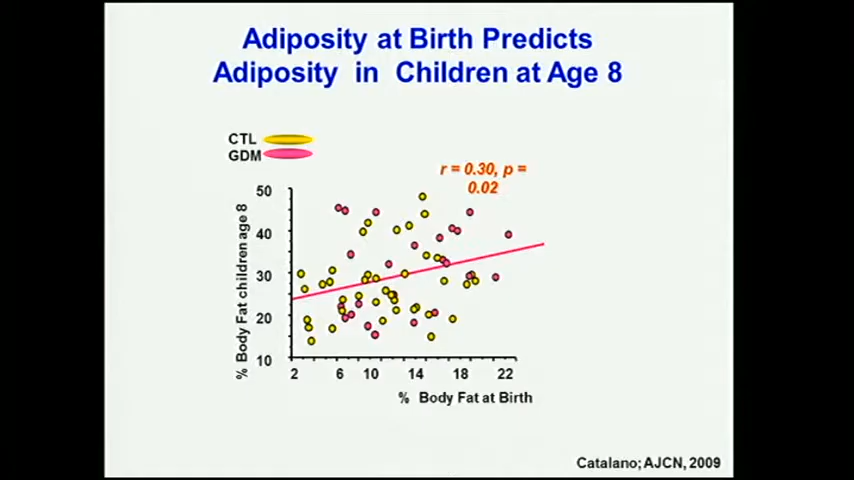 Adiposity at Birth Predicts
Adiposity in Children at Age 8
CTL
GDM
r = 0.30, p =
0.02
50
40
30
20
10
% Body Fat children age 8
2 6 10 14 18 22
% Body Fat at Birth
Catalano; AJCN, 2009